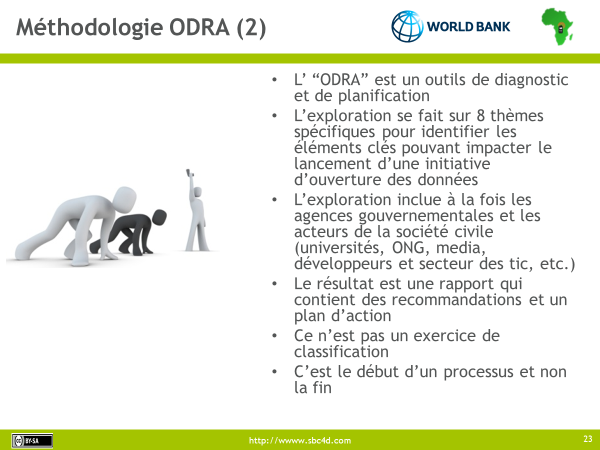 Méthodologie ODRA (2)
WORLD BANK
• L’ “ODRA” est un outils de diagnostic
et de planification
• L’exploration se fait sur 8 thèmes
spécifiques pour identifier les
éléments clés pouvant impacter le
lancement d’une initiative
d’ouverture des données
• L’exploration inclue à la fois les
agences gouvernementales et les
acteurs de la société civile
(universités, ONG, media,
développeurs et secteur des tic, etc.)
• Le résultat est une rapport qui
contient des recommandations et un
plan d’action
• Ce n’est pas un exercice de
classification
• C’est le début d’un processus et non
la fin
BY-SA
http://wwww.sbc4d.com
23